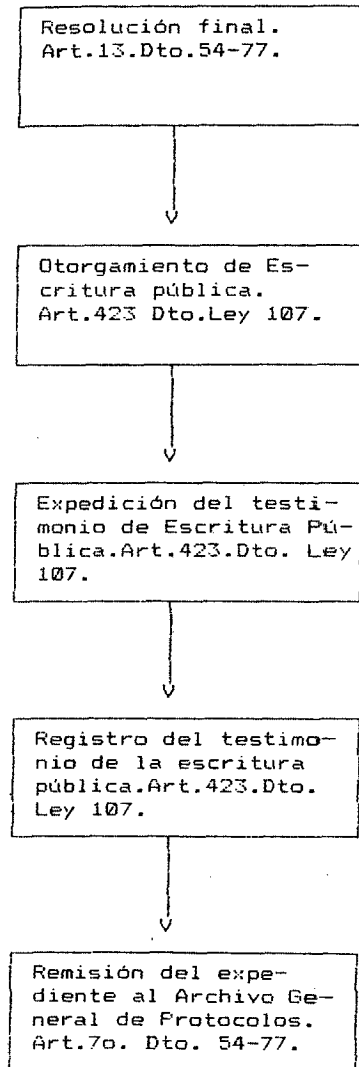 Resolución final.
Art.13.Dto.54-77.
Otorgamiento de Es-
critura pública.
Art.423 Dto.Ley 107.
Expedición del testi-
monio de Escritura Pú-
blica.Art.423.Dto. Ley
107.
Registro del testimo-
nio de la escritura
pública.Art.423.Dto.
Ley 107.
Remisión del expe-
diente al Archivo Ge-
neral de Protocolos.
Art.7o. Dto. 54-77.